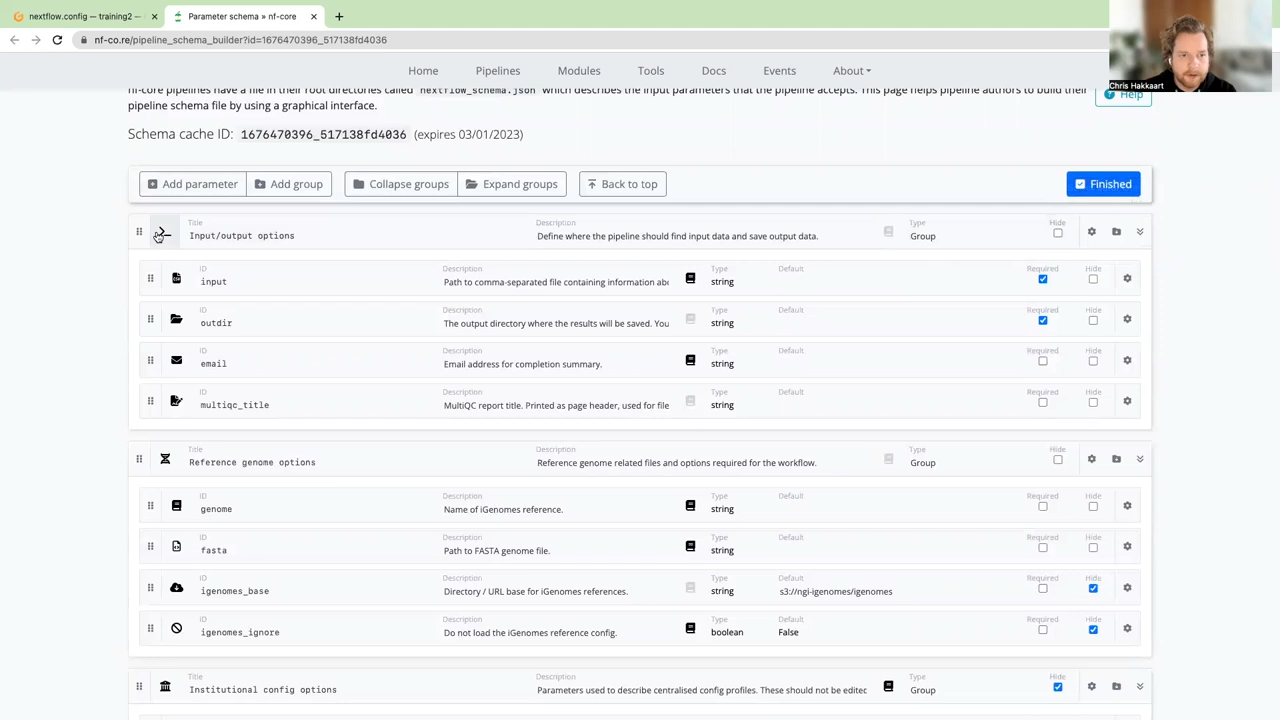 nextflow.config — training2 —
Parameter schema » nf-core
nf-co.re/pipeline_schema_builder?id=1676470396_517138fd4036
Chris Hakkaart
Home
Pipelines
Modules
Tools
Docs
Events
About
nf-core pipelines have a file in their root directories called which describes the input parameters that the pipeline accepts. This page helps pipeline authors to build their
pipeline schema file by using a graphical interface.
Help
Schema cache ID: 1676470396_517138fd4036 (expires 03/01/2023)
Add parameter
Add group
Collapse groups
Expand groups
Back to top
Finished
Title Description Type Hide
Input/output options Define where the pipeline should find input data and save output data. Group
ID Description Type Default Required Hide
input Path to comma-separated file containing information abo string
ID Description Type Default Required Hide
outdir The output directory where the results will be saved. You string
ID Description Type Default Required Hide
email Email address for completion summary. string
ID Description Type Default Required Hide
multiqc_title MultiQC report title. Printed as page header, used for file string
Title Description Type Hide
Reference genome options Reference genome related files and options required for the workflow. Group
ID Description Type Default Required Hide
genome Name of iGenomes reference. string
ID Description Type Default Required Hide
fasta Path to FASTA genome file. string
ID Description Type Default Required Hide
igenomes_base Directory / URL base for iGenomes references. string s3://ngi-igenomes/igenomes
ID Description Type Default Required Hide
igenomes_ignore Do not load the iGenomes reference config. boolean False
Title Description Type Hide
Institutional config options Parameters used to describe centralised config profiles. These should not be edited Group